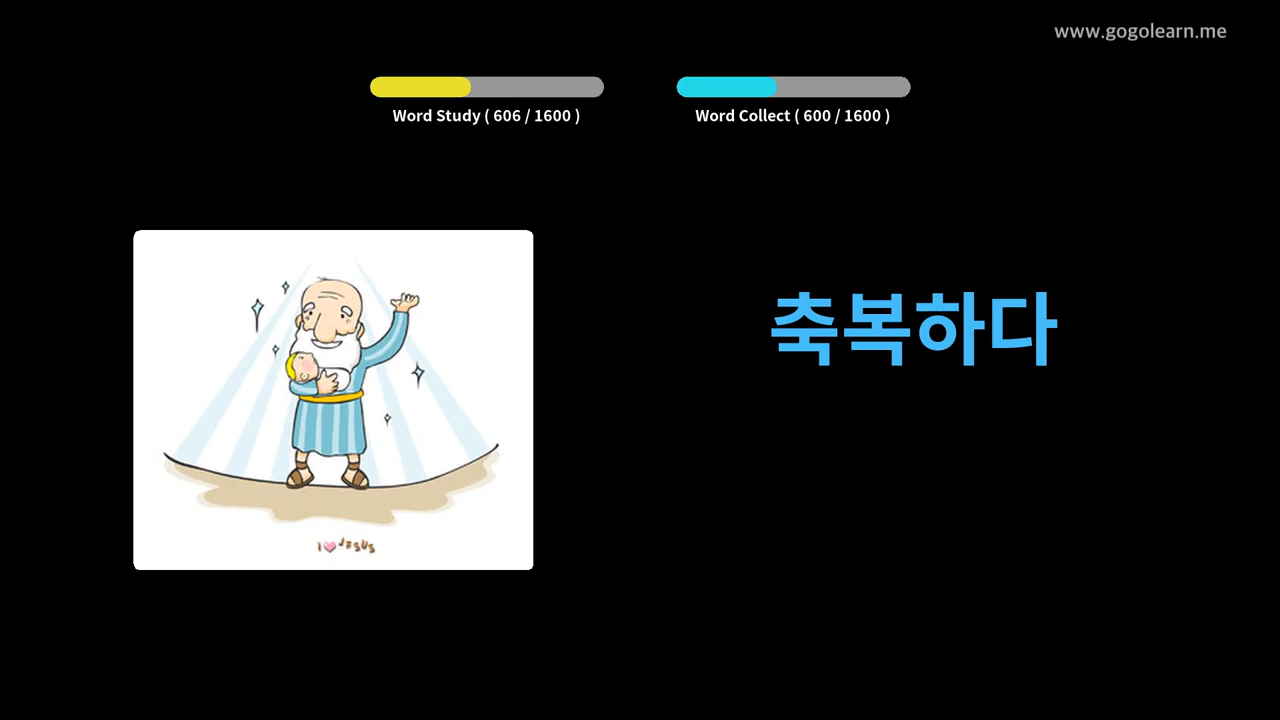 www.gogolearn.me
Word Study ( 606 / 1600 )
Word Collect ( 600 / 1600 )
축복하다
I ♥ JESUS